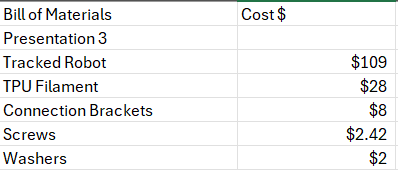 Bill of Materials Cost $
Presentation 3
Tracked Robot $109
TPU Filament $28
Connection Brackets $8
Screws $2.42
Washers $2